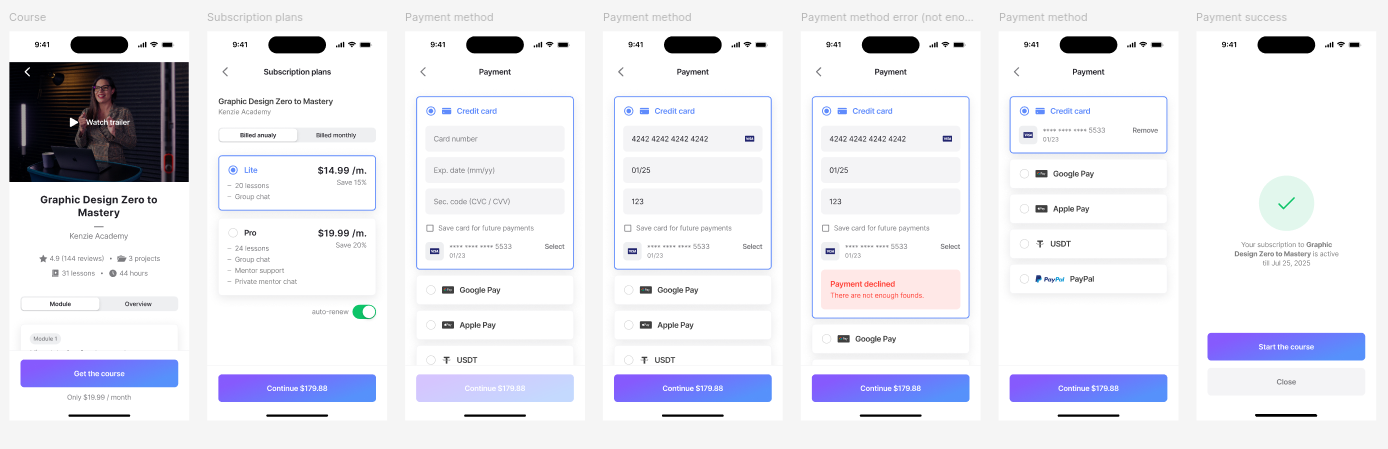 Course
9:41
Watch trailer
Graphic Design Zero to
Mastery
Kenzie Academy
4.9 (144 reviews) • 3 projects
31 lessons • 44 hours
Module Overview
Module 1
Get the course
Only $19.99 / month
Subscription plans
9:41
Subscription plans
Graphic Design Zero to Mastery
Kenzie Academy
Billed anualy Billed monthly
Lite $14.99 /m.
Save 15%
– 20 lessons
– Group chat
Pro $19.99 /m.
Save 20%
– 24 lessons
– Group chat
– Mentor support
– Private mentor chat
auto-renew
Continue $179.88
Payment method
9:41
Payment
Credit card
Card number
Exp. date (mm/yy)
Sec. code (CVC / CVV)
Save card for future payments
VISA **** **** **** 5533 Select
01/23
Google Pay
Apple Pay
USDT
Continue $179.88
Payment method
9:41
Payment
Credit card
4242 4242 4242 4242 VISA
01/25
123
Save card for future payments
VISA **** **** **** 5533 Select
01/23
Google Pay
Apple Pay
USDT
Continue $179.88
Payment method error (not eno...
9:41
Payment
Credit card
4242 4242 4242 4242 VISA
01/25
123
Save card for future payments
VISA **** **** **** 5533 Select
01/23
Payment declined
There are not enough founds.
Google Pay
Continue $179.88
Payment method
9:41
Payment
Credit card
VISA **** **** **** 5533 Remove
01/23
Google Pay
Apple Pay
USDT
PayPal PayPal
Continue $179.88
Payment success
9:41
Your subscription to Graphic
Design Zero to Mastery is active
till Jul 25, 2025
Start the course
Close